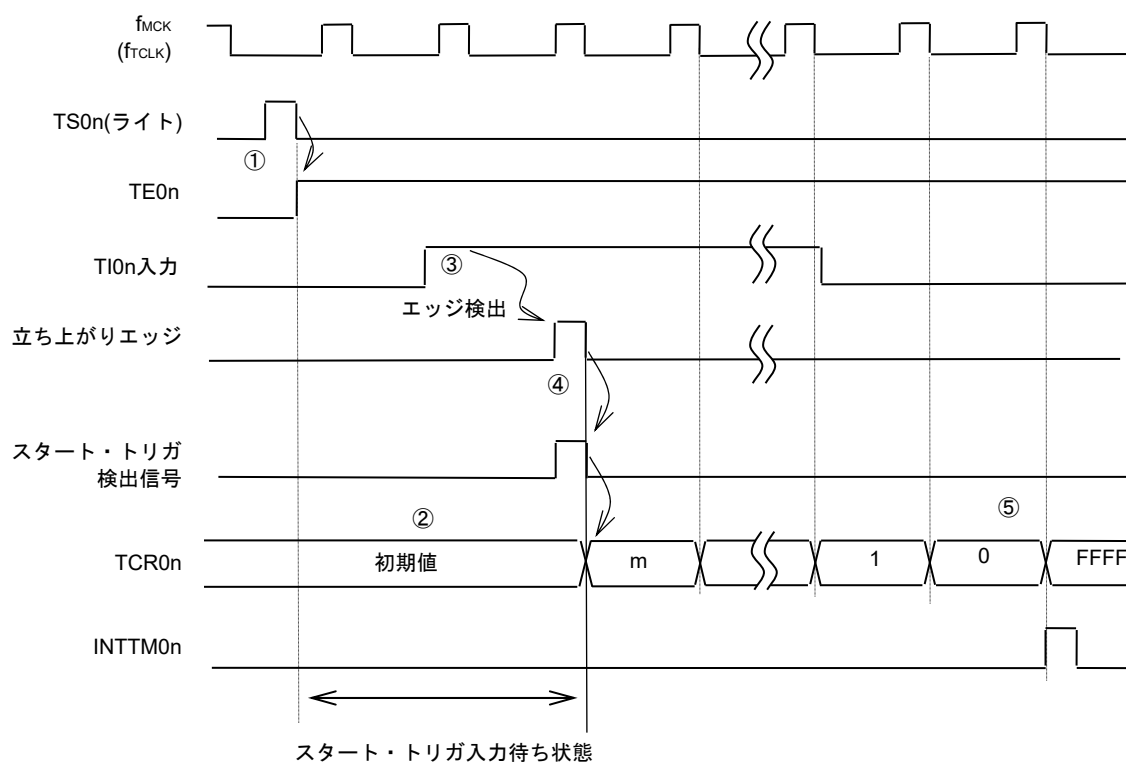 fMCK
(fTCLK)
TS0n(ライト)
①
TE0n
TI0n入力
③
エッジ検出
立ち上がりエッジ
④
スタート・トリガ
検出信号
②
⑤
TCR0n
初期値
m
1
0
FFFF
INTTM0n
スタート・トリガ入力待ち状態